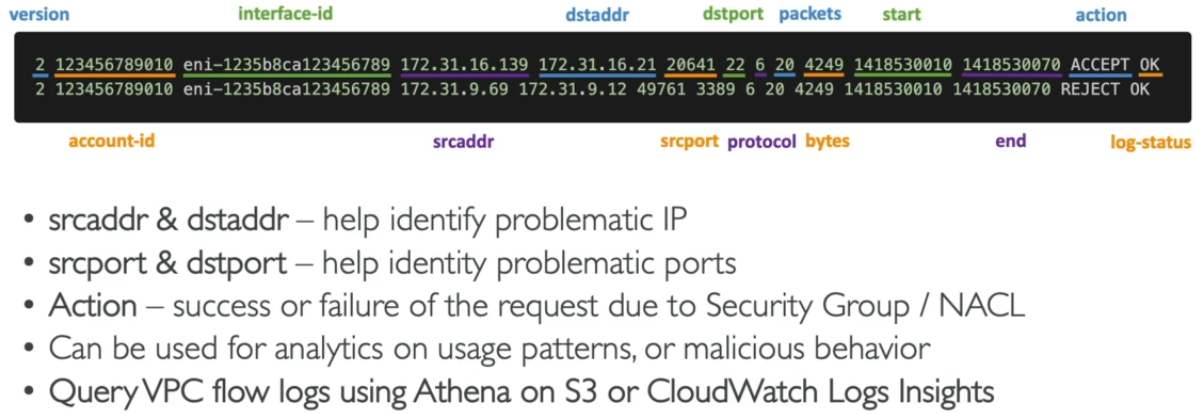 version interface-id dstaddr dstport packets start action
2 123456789010 eni-1235b8ca123456789 172.31.16.139 172.31.16.21 20641 22 6 20 4249 1418530010 1418530070 ACCEPT OK
2 123456789010 eni-1235b8ca123456789 172.31.9.69 172.31.9.12 49761 3389 6 20 4249 1418530010 1418530070 REJECT OK
account-id srcaddr srcport protocol bytes end log-status
• srcaddr & dstaddr – help identify problematic IP
• srcport & dstport – help identity problematic ports
• Action – success or failure of the request due to Security Group / NACL
• Can be used for analytics on usage patterns, or malicious behavior
• Query VPC flow logs using Athena on S3 or CloudWatch Logs Insights